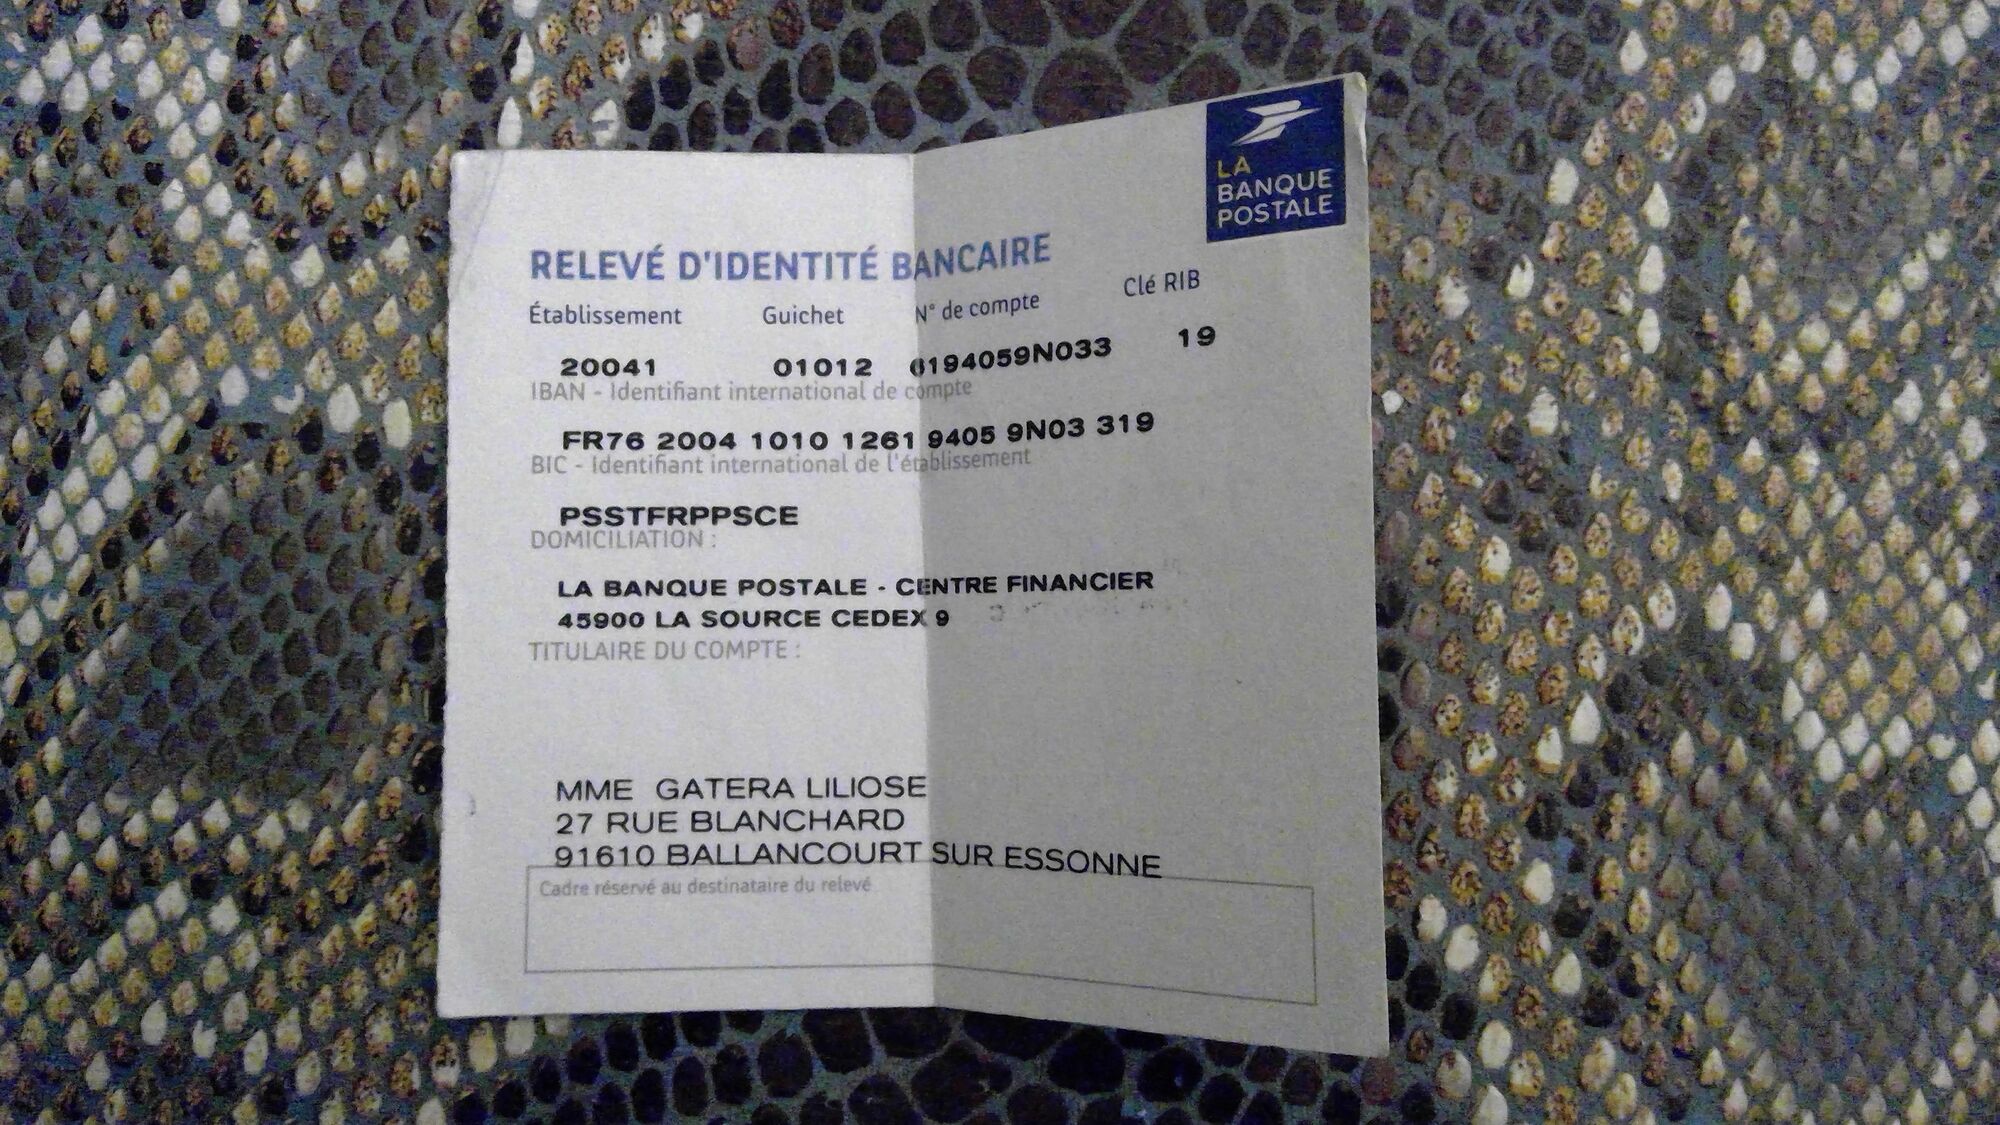 LA
BANQUE
POSTALE
RELEVÉ D'IDENTITÉ BANCAIRE
Établissement Guichet N° de compte Clé RIB
20041 01012 6194059N033 19
IBAN - Identifiant international de compte
FR76 2004 1010 1261 9405 9N03 319
BIC - Identifiant international de l'établissement
PSSTFRPPSCE
DOMICILIATION :
LA BANQUE POSTALE - CENTRE FINANCIER
45900 LA SOURCE CEDEX 9
TITULAIRE DU COMPTE :
MME GATERA LILIOSE
27 RUE BLANCHARD
91610 BALLANCOURT SUR ESSONNE
Cadre réservé au destinataire du relevé